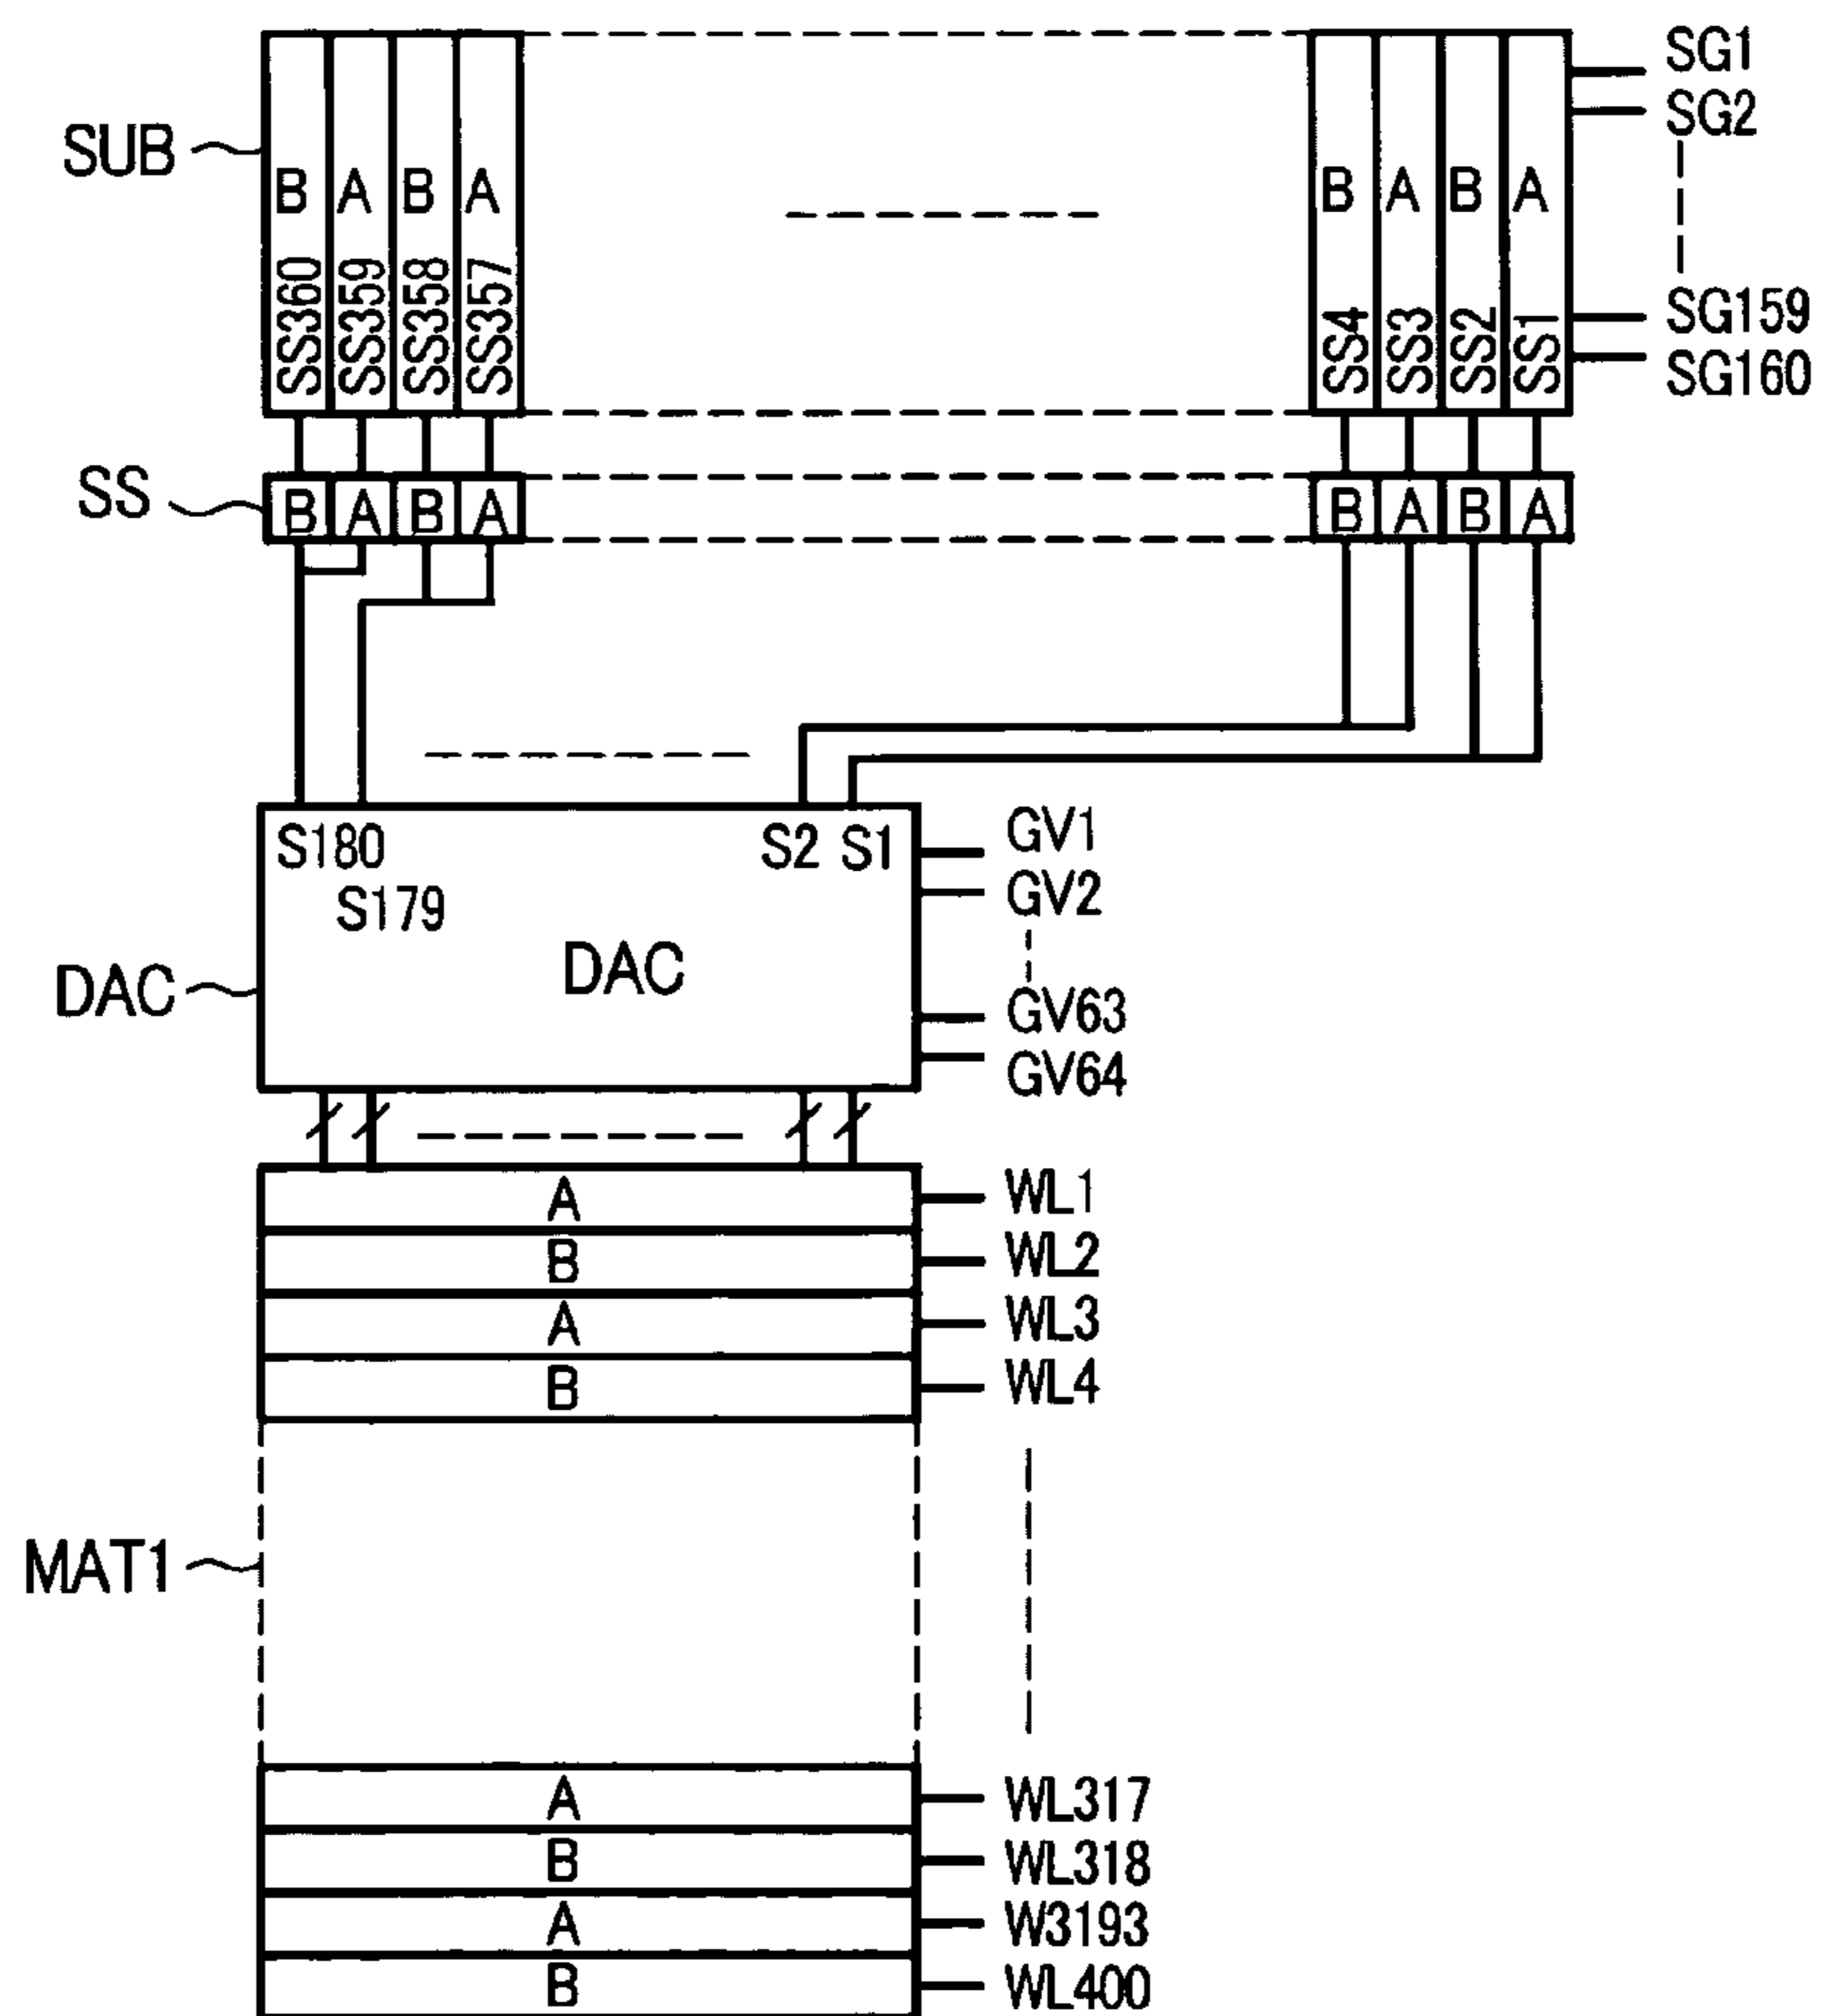 SUB
B A B A
SS360 SS359 SS358 SS357
B A B A
SS4 SS3 SS2 SS1
SG1
SG2
SG159
SG160
SS
B A B A
B A B A
S180
S179
S2 S1
DAC
DAC
GV1
GV2
GV63
GV64
A WL1
B WL2
A WL3
B WL4
MAT1
A WL317
B WL318
A W3193
B WL400